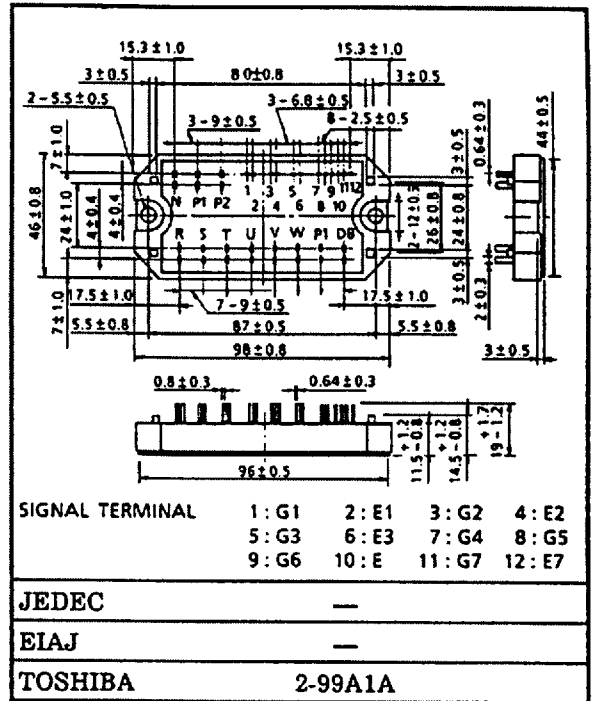 15.3±1.0 15.3±1.0
3±0.5 80±0.8 3±0.5
2-5.5±0.5 3-6.8±0.5
3-9±0.5 8-2.5±0.5
7±1.0 3±0.5 0.64±0.3 44±0.5
46±0.8 24±1.0 4±0.4 4±0.4
N P1 P2 1 3 5 7 9 11 12
2 4 6 8 10
R S T U V W P1 DB
26±0.8 24±0.8
7±1.0 3±0.5 2±0.3
17.5±1.0 7-9±0.5 17.5±1.0
5.5±0.8 87±0.5 5.5±0.8
98±0.8 3±0.5
0.8±0.3 0.64±0.3
+1.2 +1.2 +1.7
11.5-0.8 14.5-0.8 19-1.2
96±0.5
SIGNAL TERMINAL 1 : G1 2 : E1 3 : G2 4 : E2
5 : G3 6 : E3 7 : G4 8 : G5
9 : G6 10 : E 11 : G7 12 : E7
JEDEC —
EIAJ —
TOSHIBA 2-99A1A